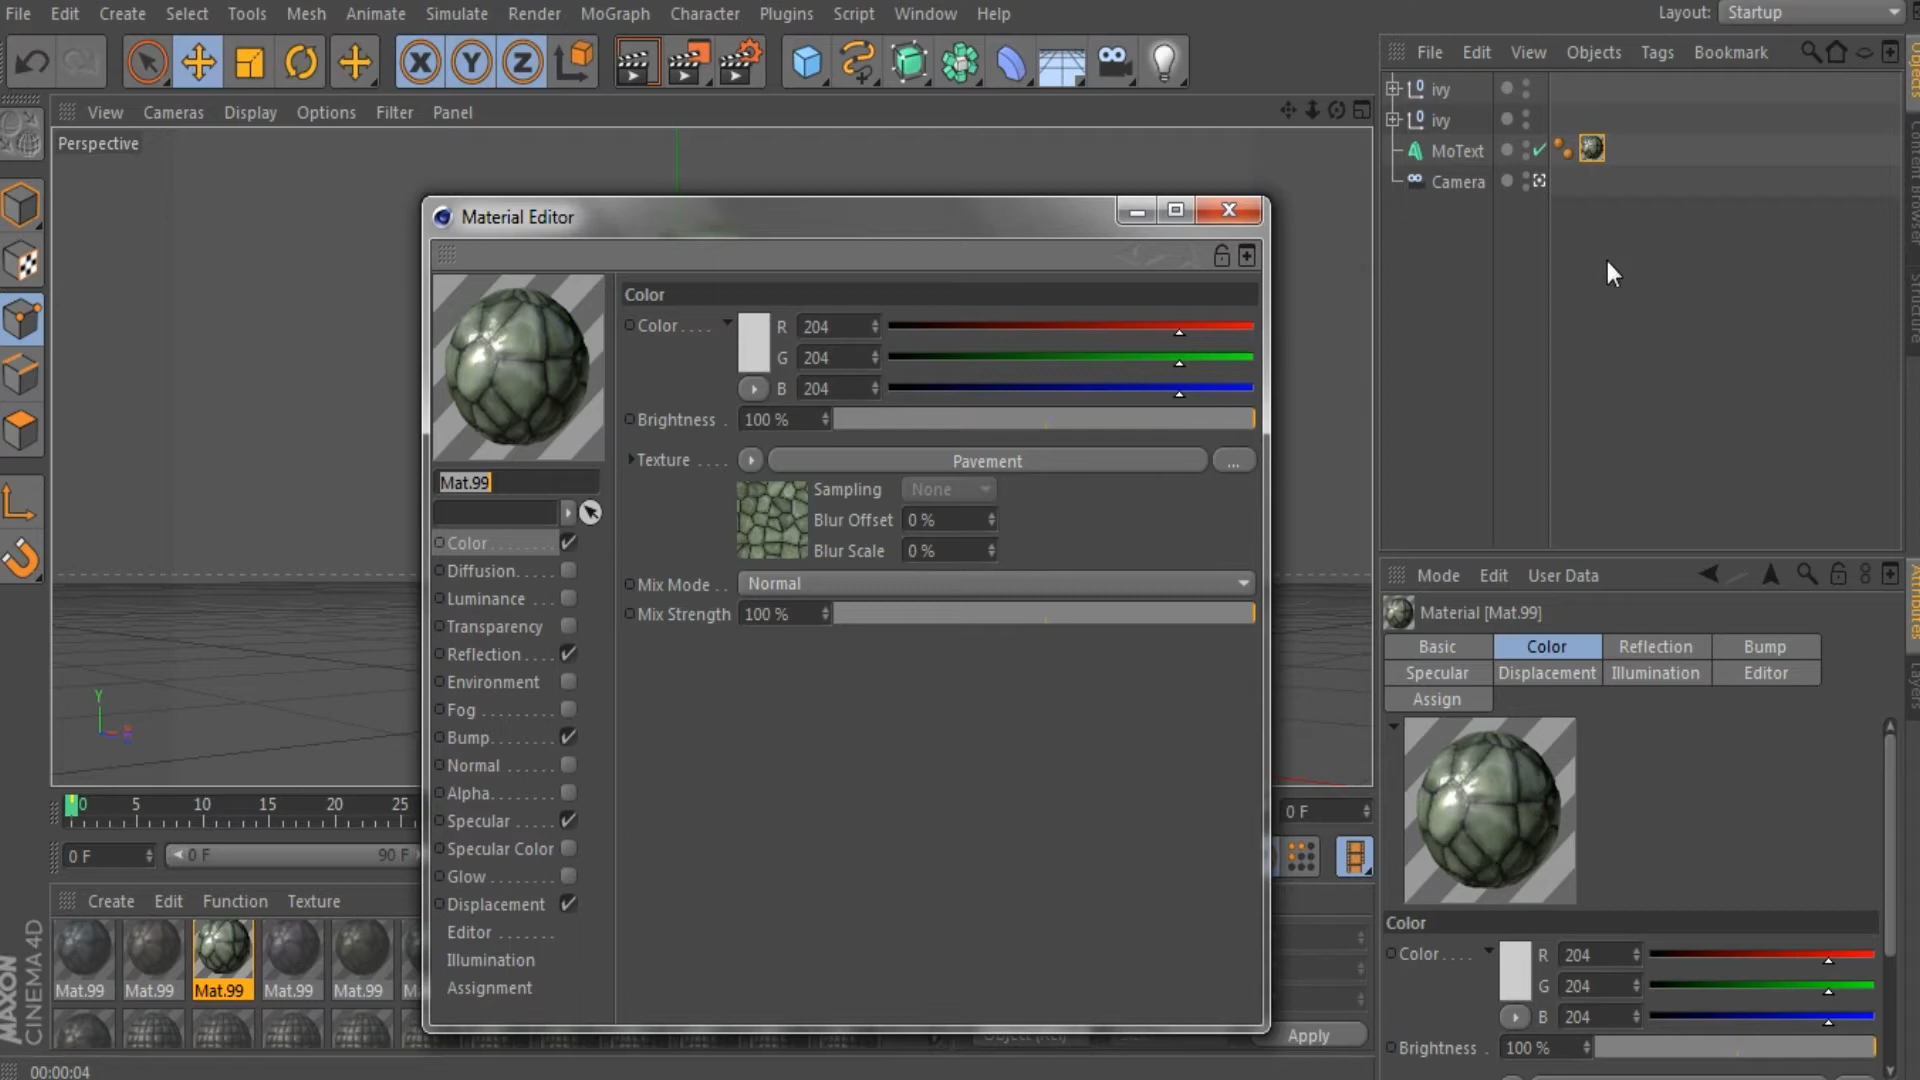 File Edit Create Select Tools Mesh Animate Simulate Render MoGraph Character Plugins Script Window Help Layout: Startup
File Edit View Objects Tags Bookmark
View Cameras Display Options Filter Panel
Perspective
ivy
ivy
MoText
Camera
Objects
Content Browser
Structure
Material Editor
Color
Color R 204
G 204
B 204
Brightness 100 %
Texture Pavement ...
Sampling None
Blur Offset 0 %
Blur Scale 0 %
Mix Mode Normal
Mix Strength 100 %
Mat.99
Color
Diffusion
Luminance
Transparency
Reflection
Environment
Fog
Bump
Normal
Alpha
Specular
Specular Color
Glow
Displacement
Editor
Illumination
Assignment
Y
0 5 10 15 20 25
0 F
0 F 0 F 90 F
Create Edit Function Texture
Mat.99 Mat.99 Mat.99 Mat.99 Mat.99
Apply
MAXON
CINEMA 4D
00:00:04
Mode Edit User Data
Material [Mat.99]
Basic Color Reflection Bump
Specular Displacement Illumination Editor
Assign
Attributes
Layers
Color
Color R 204
G 204
B 204
Brightness 100 %